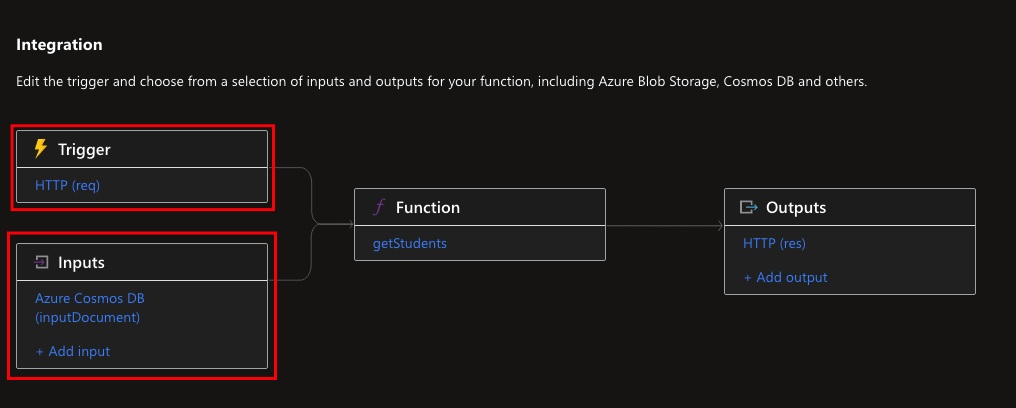 Integration
Edit the trigger and choose from a selection of inputs and outputs for your function, including Azure Blob Storage, Cosmos DB and others.
Trigger
HTTP (req)
Inputs
Azure Cosmos DB
(inputDocument)
+ Add input
Function
getStudents
Outputs
HTTP (res)
+ Add output